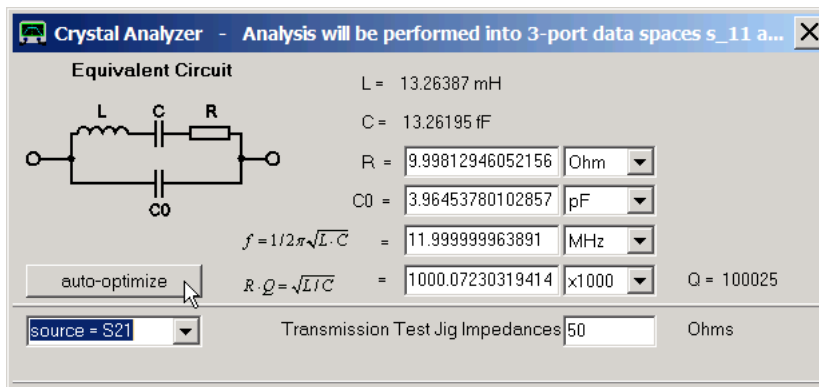 Crystal Analyzer - Analysis will be performed into 3-port data spaces s_11 a...
Equivalent Circuit
L = 13.26387 mH
L C R
C = 13.26195 fF
R = 9.99812946052156 Ohm
C0 = 3.96453780102857 pF
C0
f = 1/2π√L·C = 11.999999963891 MHz
auto-optimize
R·Q = √L/C = 1000.07230319414 x1000 Q = 100025
source = S21
Transmission Test Jig Impedances 50 Ohms